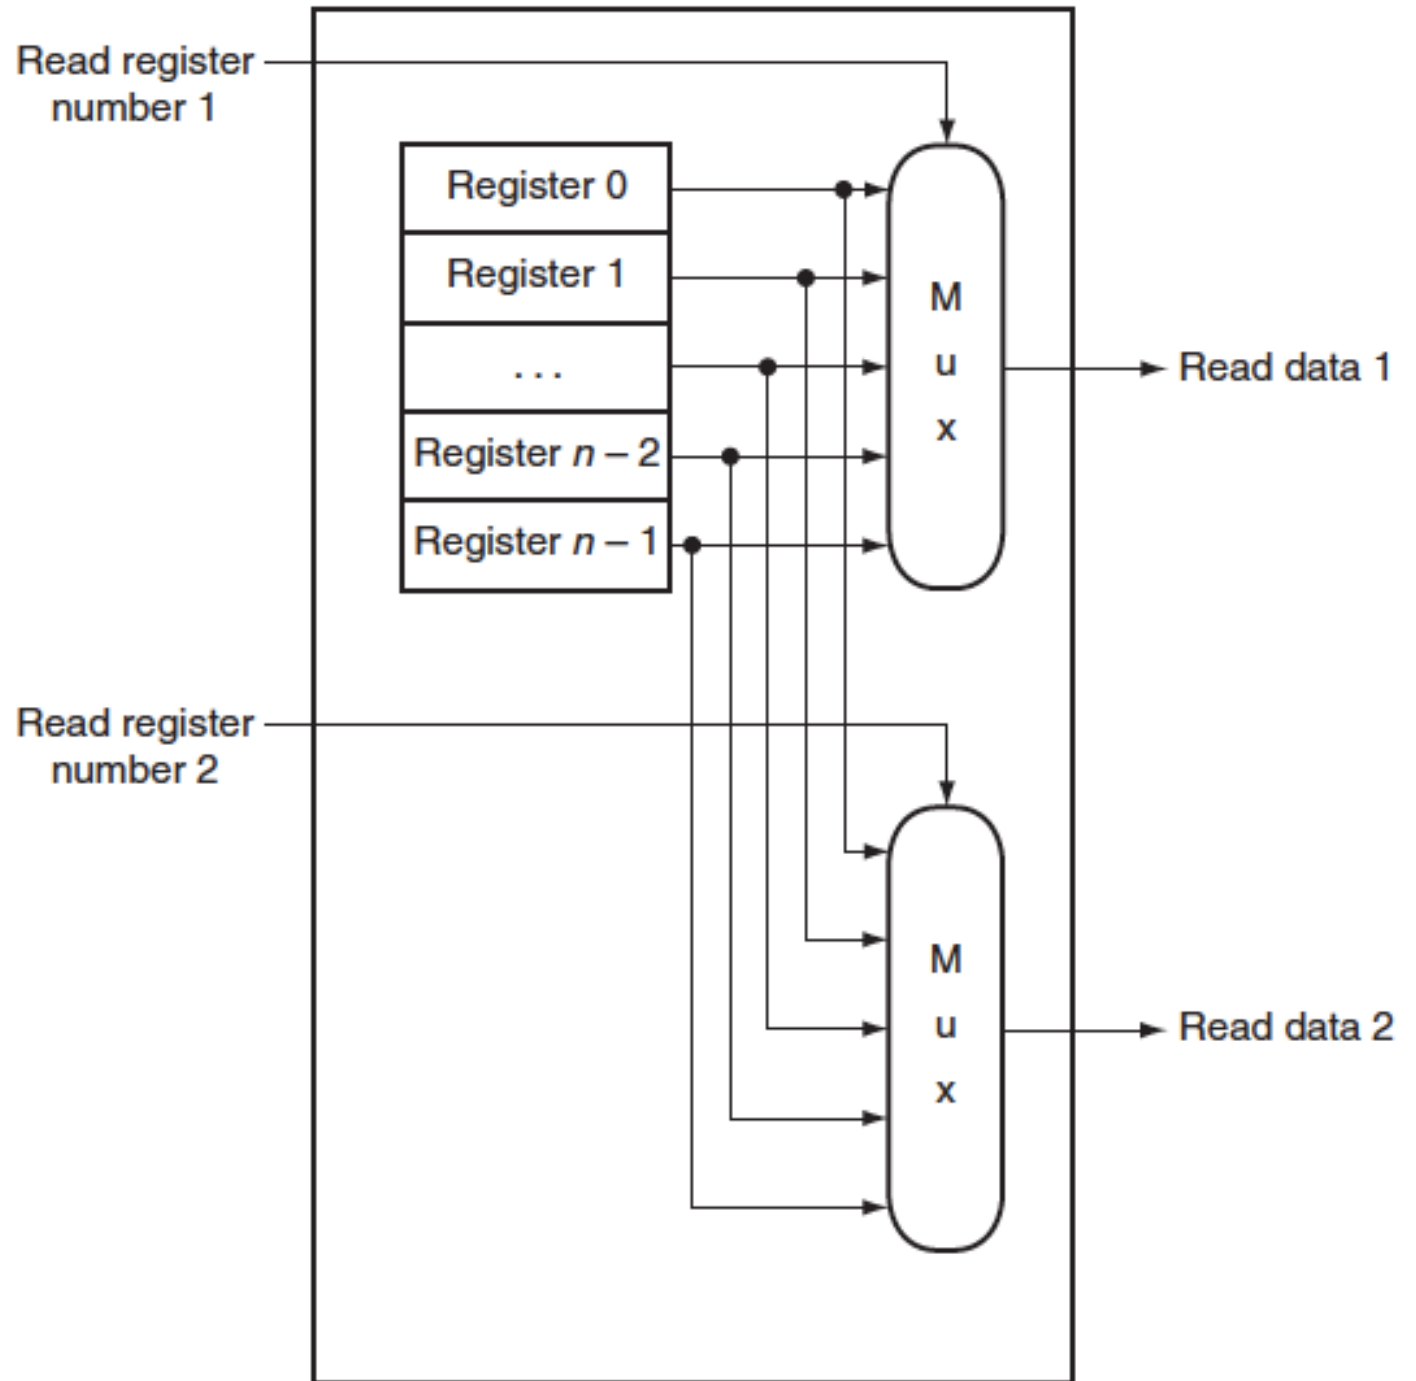 Read register
number 1
Register 0
Register 1
. . .
Register n – 2
Register n – 1
M
u
x
Read data 1
Read register
number 2
M
u
x
Read data 2